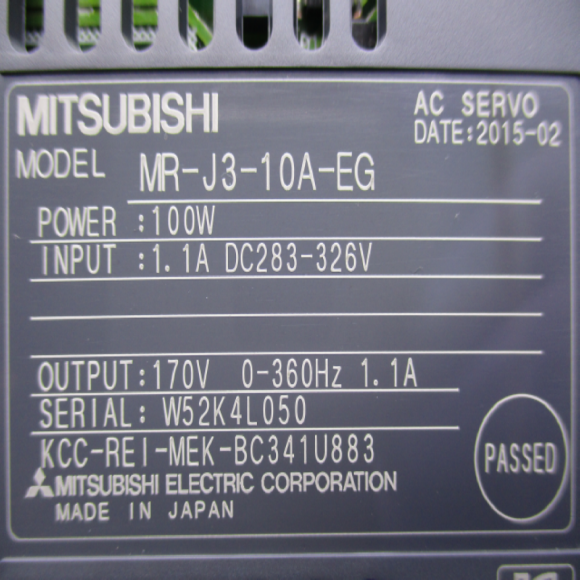 MITSUBISHI
AC SERVO
DATE:2015-02
MODEL MR-J3-10A-EG
POWER :100W
INPUT :1.1A DC283-326V
OUTPUT:170V 0-360Hz 1.1A
SERIAL: W52K4L050
KCC-REI-MEK-BC341U883
PASSED
MITSUBISHI ELECTRIC CORPORATION
MADE IN JAPAN